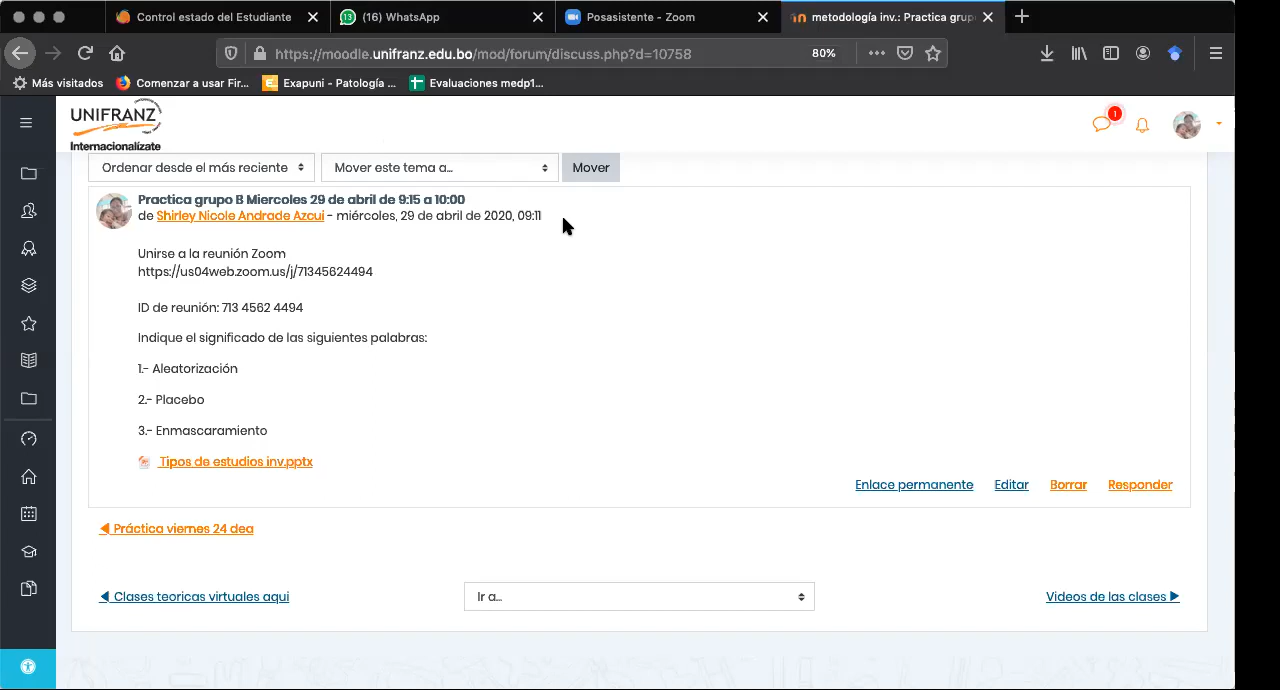 Control estado del Estudiante
13 (16) WhatsApp
Posasistente - Zoom
metodología inv.: Practica grup
https://moodle.unifranz.edu.bo/mod/forum/discuss.php?d=10758
80%
Más visitados
Comenzar a usar Fir...
Exapuni - Patología ...
Evaluaciones medp1...
UNIFRANZ
Internacionalízate
1
Ordenar desde el más reciente
Mover este tema a...
Mover
Practica grupo B Miercoles 29 de abril de 9:15 a 10:00
de Shirley Nicole Andrade Azcui - miércoles, 29 de abril de 2020, 09:11
Unirse a la reunión Zoom
https://us04web.zoom.us/j/71345624494
ID de reunión: 713 4562 4494
Indique el significado de las siguientes palabras:
1.- Aleatorización
2.- Placebo
3.- Enmascaramiento
Tipos de estudios inv.pptx
Enlace permanente Editar Borrar Responder
◀ Práctica viernes 24 dea
◀ Clases teoricas virtuales aqui
Ir a...
Videos de las clases ▶